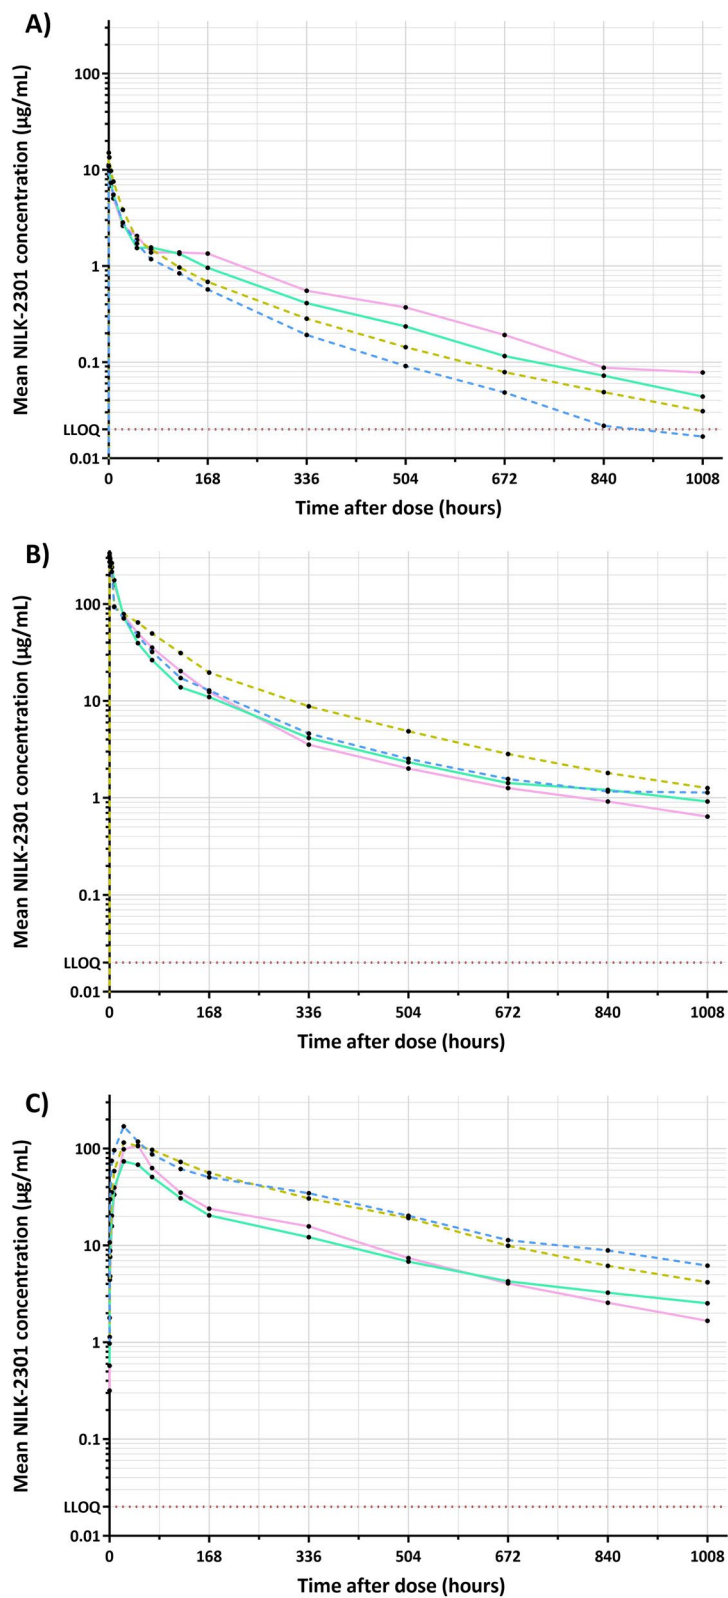 A)
Mean NILK-2301 concentration (μg/mL)
100
10
1
0.1
LLOQ
0.01
0 168 336 504 672 840 1008
Time after dose (hours)
B)
Mean NILK-2301 concentration (μg/mL)
100
10
1
0.1
LLOQ
0.01
0 168 336 504 672 840 1008
Time after dose (hours)
C)
Mean NILK-2301 concentration (μg/mL)
100
10
1
0.1
LLOQ
0.01
0 168 336 504 672 840 1008
Time after dose (hours)